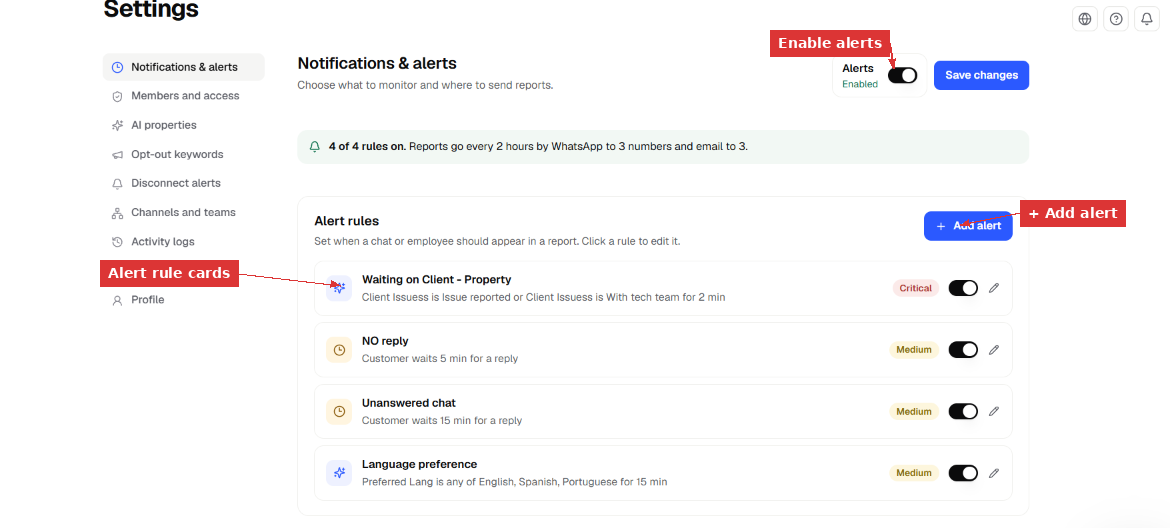 Settings
Enable alerts
Notifications & alerts
Members and access
AI properties
Opt-out keywords
Disconnect alerts
Channels and teams
Activity logs
Alert rule cards
Profile
Notifications & alerts
Choose what to monitor and where to send reports.
Alerts
Enabled
Save changes
4 of 4 rules on. Reports go every 2 hours by WhatsApp to 3 numbers and email to 3.
Alert rules
Set when a chat or employee should appear in a report. Click a rule to edit it.
+ Add alert
+ Add alert
Waiting on Client - Property
Client Issuess is Issue reported or Client Issuess is With tech team for 2 min
Critical
NO reply
Customer waits 5 min for a reply
Medium
Unanswered chat
Customer waits 15 min for a reply
Medium
Language preference
Preferred Lang is any of English, Spanish, Portuguese for 15 min
Medium